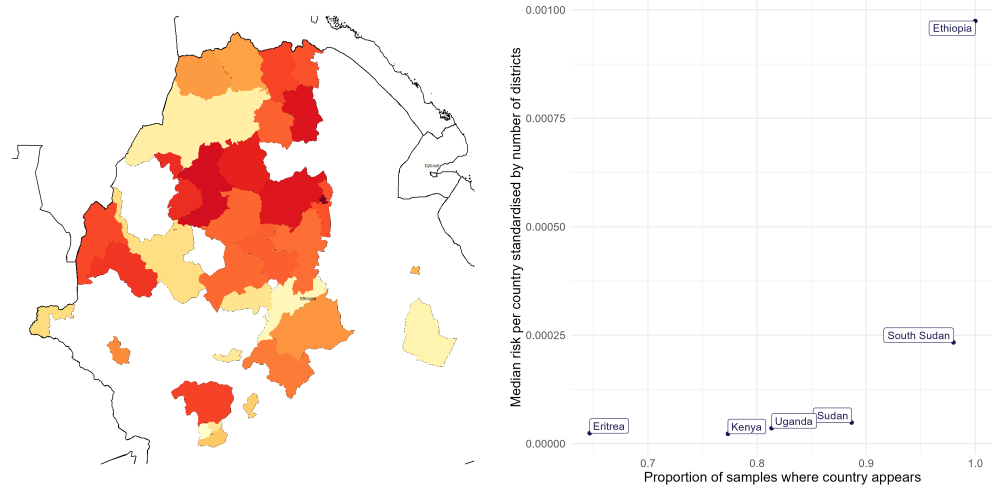 Djibouti
Ethiopia
Median risk per country standardised by number of districts
0.00100
0.00075
0.00050
0.00025
0.00000
Ethiopia
South Sudan
Sudan
Uganda
Kenya
Eritrea
0.7
0.8
0.9
1.0
Proportion of samples where country appears